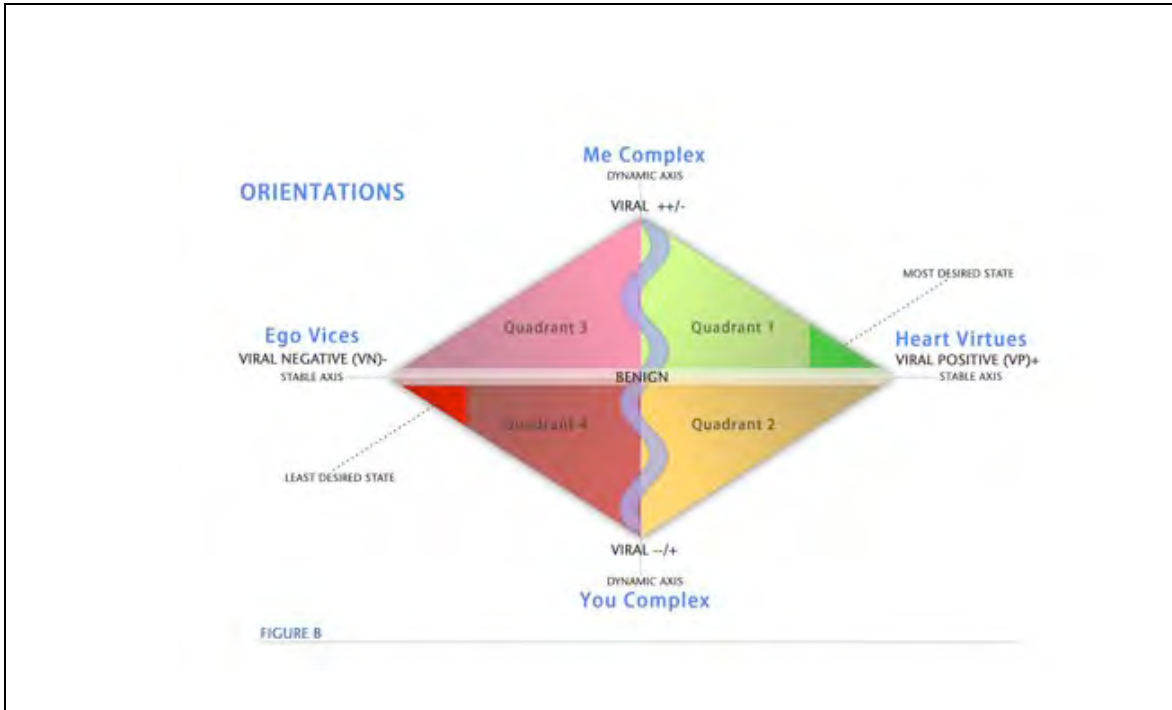 Me Complex
DYNAMIC AXIS
ORIENTATIONS
VIRAL ++/-
MOST DESIRED STATE
Quadrant 3
Quadrant 1
Ego Vices
VIRAL NEGATIVE (VN)-
STABLE AXIS
Heart Virtues
VIRAL POSITIVE (VP)+
STABLE AXIS
BENIGN
Quadrant 4
Quadrant 2
LEAST DESIRED STATE
VIRAL --/+
DYNAMIC AXIS
You Complex
FIGURE B